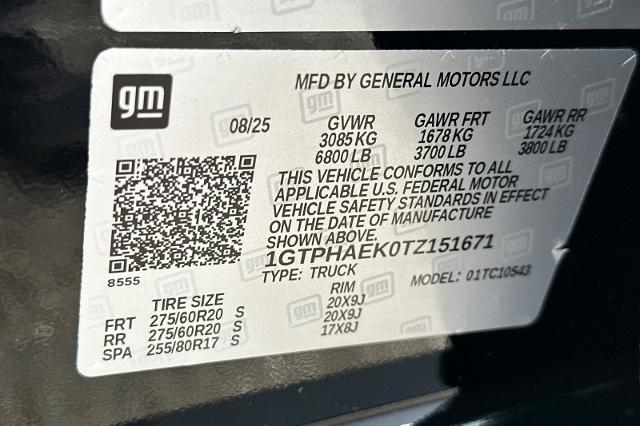 gm
MFD BY GENERAL MOTORS LLC
08/25 GVWR GAWR FRT GAWR RR
3085 KG 1678 KG 1724 KG
6800 LB 3700 LB 3800 LB
THIS VEHICLE CONFORMS TO ALL
APPLICABLE U.S. FEDERAL MOTOR
VEHICLE SAFETY STANDARDS IN EFFECT
ON THE DATE OF MANUFACTURE
SHOWN ABOVE.
1GTPHAEK0TZ151671
8555
TYPE: TRUCK MODEL: 01TC10543
TIRE SIZE RIM
FRT 275/60R20 S 20X9J
RR 275/60R20 S 20X9J
SPA 255/80R17 S 17X8J